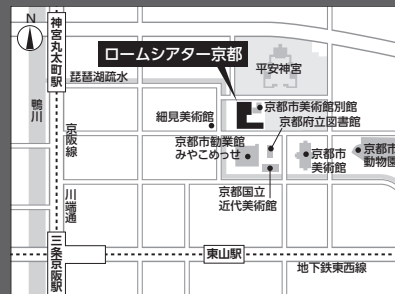 N
神宮丸太町駅
琵琶湖疏水
ロームシアター京都
平安神宮
鴨川
京阪線
細見美術館
京都市美術館別館
京都府立図書館
京都市勧業館
みやこめっせ
京都市
美術館
京都市
動物園
京都国立
近代美術館
川端通
三条京阪駅
東山駅
地下鉄東西線